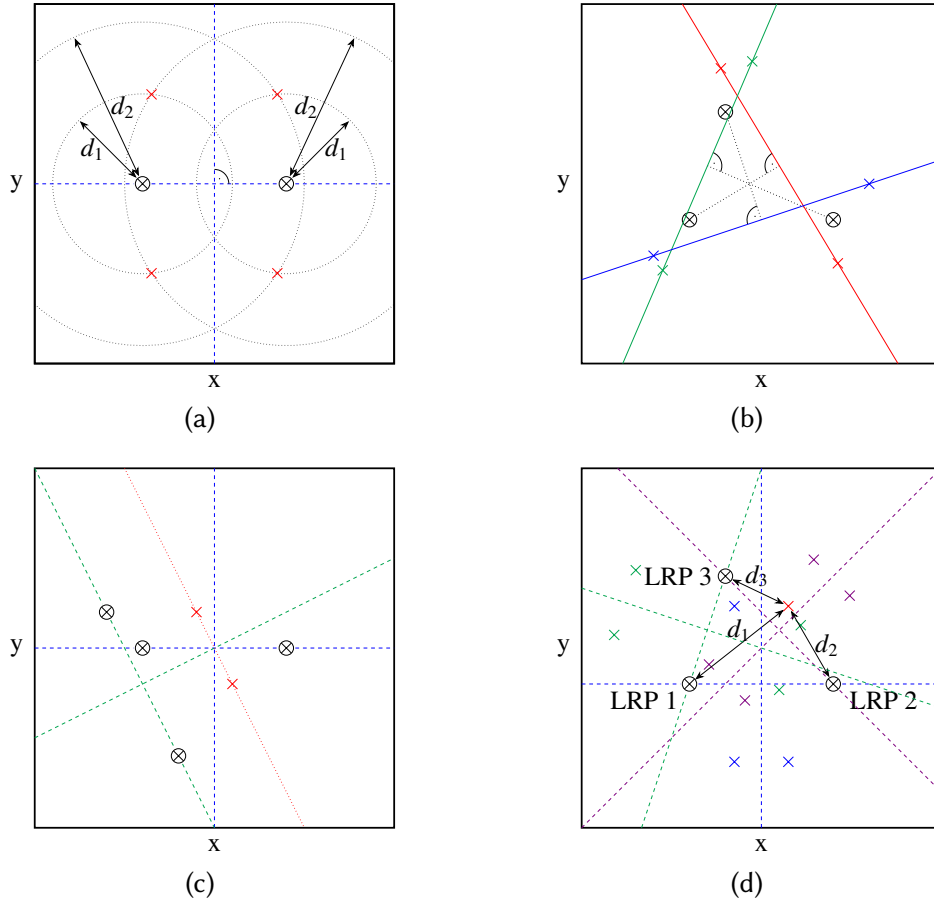 d₂
d₂
d₁
d₁
y
x
(a)
y
x
(b)
y
x
(c)
LRP 3
d₃
d₁
d₂
y
LRP 1
LRP 2
x
(d)